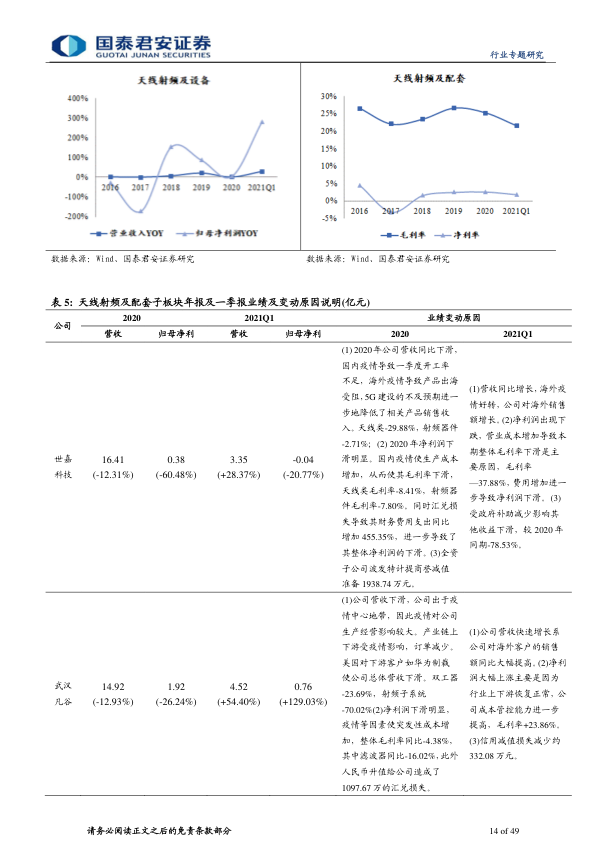 国泰君安证券
GUOTAI JUNAN SECURITIES
行业专题研究
天线射频及设备
400%
300%
200%
100%
0%
-100%
-200%
2016 2017 2018 2019 2020 2021Q1
营业收入YOY 归母净利润YOY
数据来源：Wind、国泰君安证券研究
天线射频及配套
30%
25%
20%
15%
10%
5%
0%
-5%
2016 2017 2018 2019 2020 2021Q1
毛利率 净利率
数据来源：Wind、国泰君安证券研究
表 5: 天线射频及配套子板块年报及一季报业绩及变动原因说明(亿元)
公司 2020 2021Q1 业绩变动原因
营收 归母净利 营收 归母净利 2020 2021Q1
世嘉
科技
16.41
(-12.31%)
0.38
(-60.48%)
3.35
(+28.37%)
-0.04
(-20.77%)
(1) 2020年公司营收同比下滑，
国内疫情导致一季度开工率
不足，海外疫情导致产品出海
受阻，5G 建设的不及预期进一
步地降低了相关产品销售收
入。天线类-29.88%，射频器件
-2.71%；(2) 2020 年净利润下
滑明显。国内疫情使生产成本
增加，从而使其毛利率下滑，
天线类毛利率-8.41%，射频器
件毛利率-7.80%。同时汇兑损
失导致其财务费用支出同比
增加 455.35%，进一步导致了
其整体净利润的下滑。(3)全资
子公司波发特计提商誉减值
准备 1938.74 万元。
(1)营收同比增长，海外疫
情好转，公司对海外销售
额增长。(2)净利润出现下
跌，营业成本增加导致本
期整体毛利率下滑是主
要原因，毛利率
—37.88%，费用增加进一
步导致净利润下滑。(3)
受政府补助减少影响其
他收益下滑，较 2020 年
同期-78.53%。
武汉
凡谷
14.92
(-12.93%)
1.92
(-26.24%)
4.52
(+54.40%)
0.76
(+129.03%)
(1)公司营收下滑，公司出于疫
情中心地带，因此疫情对公司
生产经营影响较大。产业链上
下游受疫情影响，订单减少。
美国对下游客户如华为制裁
使公司总体营收下滑。双工器
-23.69%，射频子系统
-70.02%(2)净利润下滑明显，
疫情等因素使突发性成本增
加，整体毛利率同比-4.38%，
其中滤波器同比-16.02%，此外
人民币升值给公司造成了
1097.67 万的汇兑损失。
(1)公司营收快速增长系
公司对海外客户的销售
额同比大幅提高。(2)净利
润大幅上涨主要是因为
行业上下游恢复正常，公
司成本管控能力进一步
提高，毛利率+23.86%。
(3)信用减值损失减少约
332.08 万元。
请务必阅读正文之后的免责条款部分
14 of 49